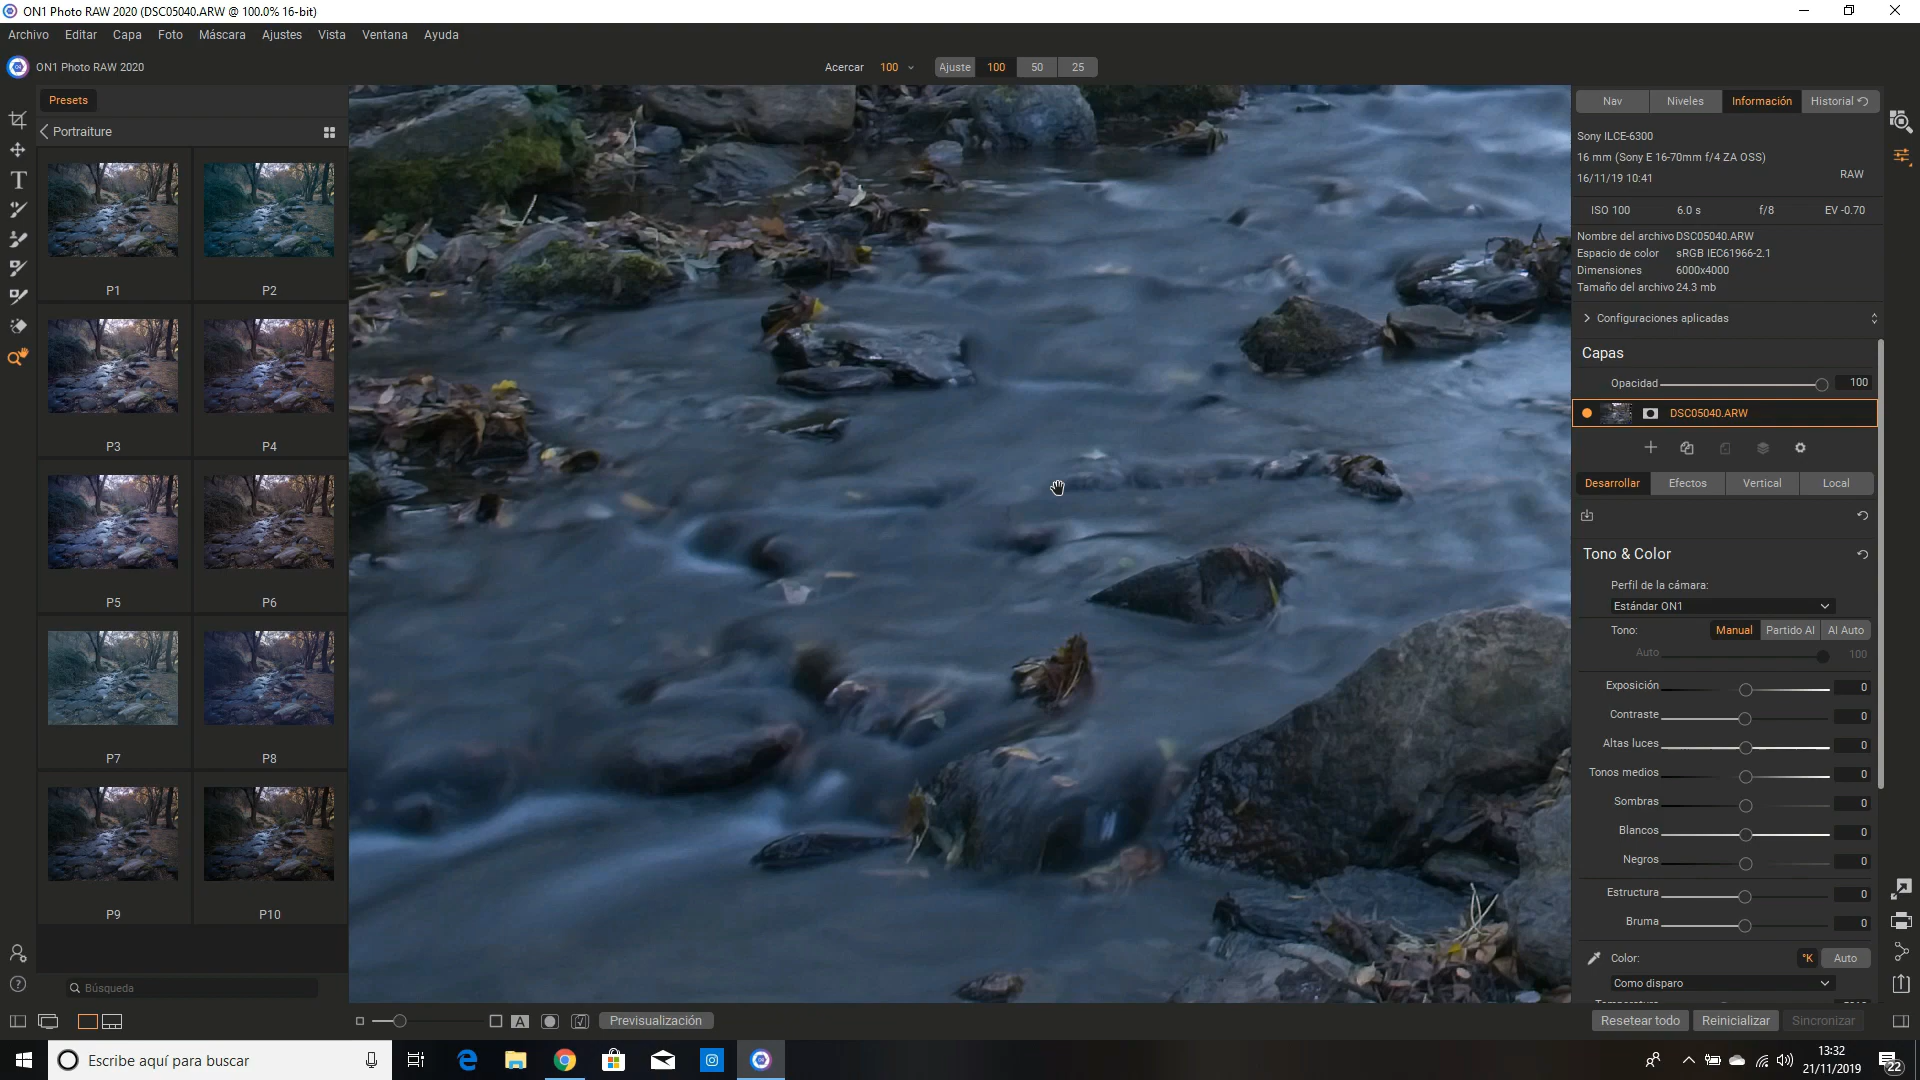 ON1 Photo RAW 2020 (DSC05040.ARW @ 100.0% 16-bit)
Archivo Editar Capa Foto Máscara Ajustes Vista Ventana Ayuda
ON1 Photo RAW 2020
Acercar 100 Ajuste 100 50 25
Presets
Portraiture
P1 P2
P3 P4
P5 P6
P7 P8
P9 P10
Búsqueda
Nav Niveles Información Historial
Sony ILCE-6300
16 mm (Sony E 16-70mm f/4 ZA OSS)
16/11/19 10:41
RAW
ISO 100 6.0 s f/8 EV -0.70
Nombre del archivo DSC05040.ARW
Espacio de color sRGB IEC61966-2.1
Dimensiones 6000x4000
Tamaño del archivo 24.3 mb
Configuraciones aplicadas
Capas
Opacidad 100
DSC05040.ARW
Desarrollar Efectos Vertical Local
Tono & Color
Perfil de la cámara:
Estándar ON1
Tono: Manual Partido AI AI Auto
Auto 100
Exposición 0
Contraste 0
Altas luces 0
Tonos medios 0
Sombras 0
Blancos 0
Negros 0
Estructura 0
Bruma 0
Color: °K Auto
Como disparo
A Previsualización
Resetear todo Reinicializar Sincronizar
Escribe aquí para buscar
13:32
21/11/2019
22